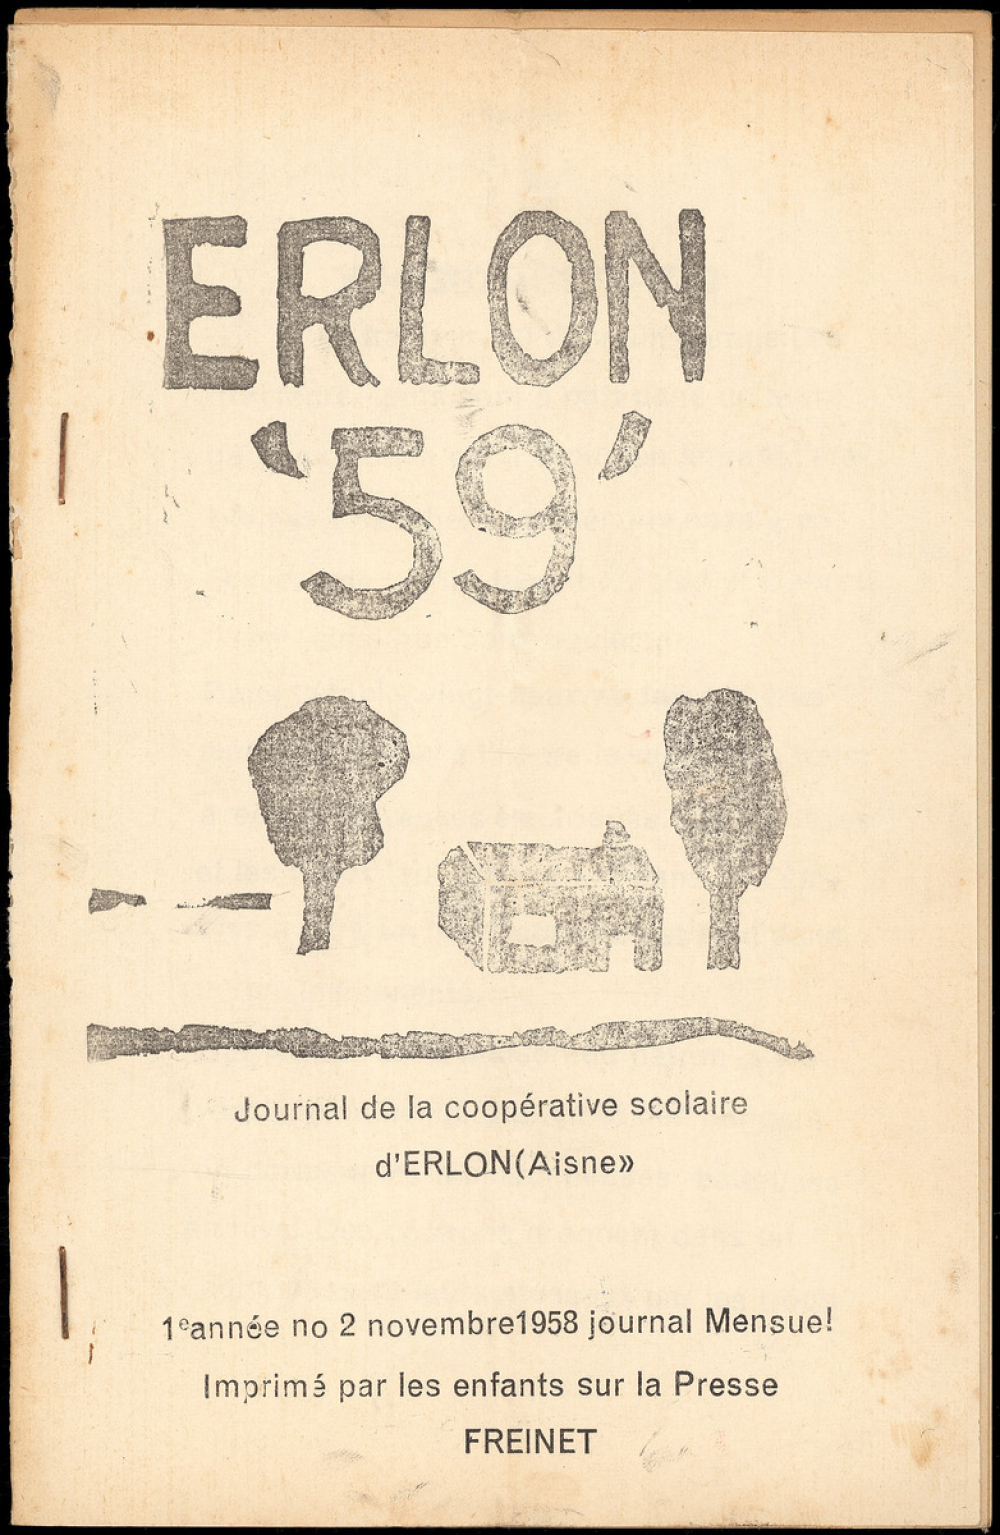 ERLON
‘59’
Journal de la coopérative scolaire
d'ERLON(Aisne»
1ᵉannée no 2 novembre1958 journal Mensue!
Imprimé par les enfants sur la Presse
FREINET